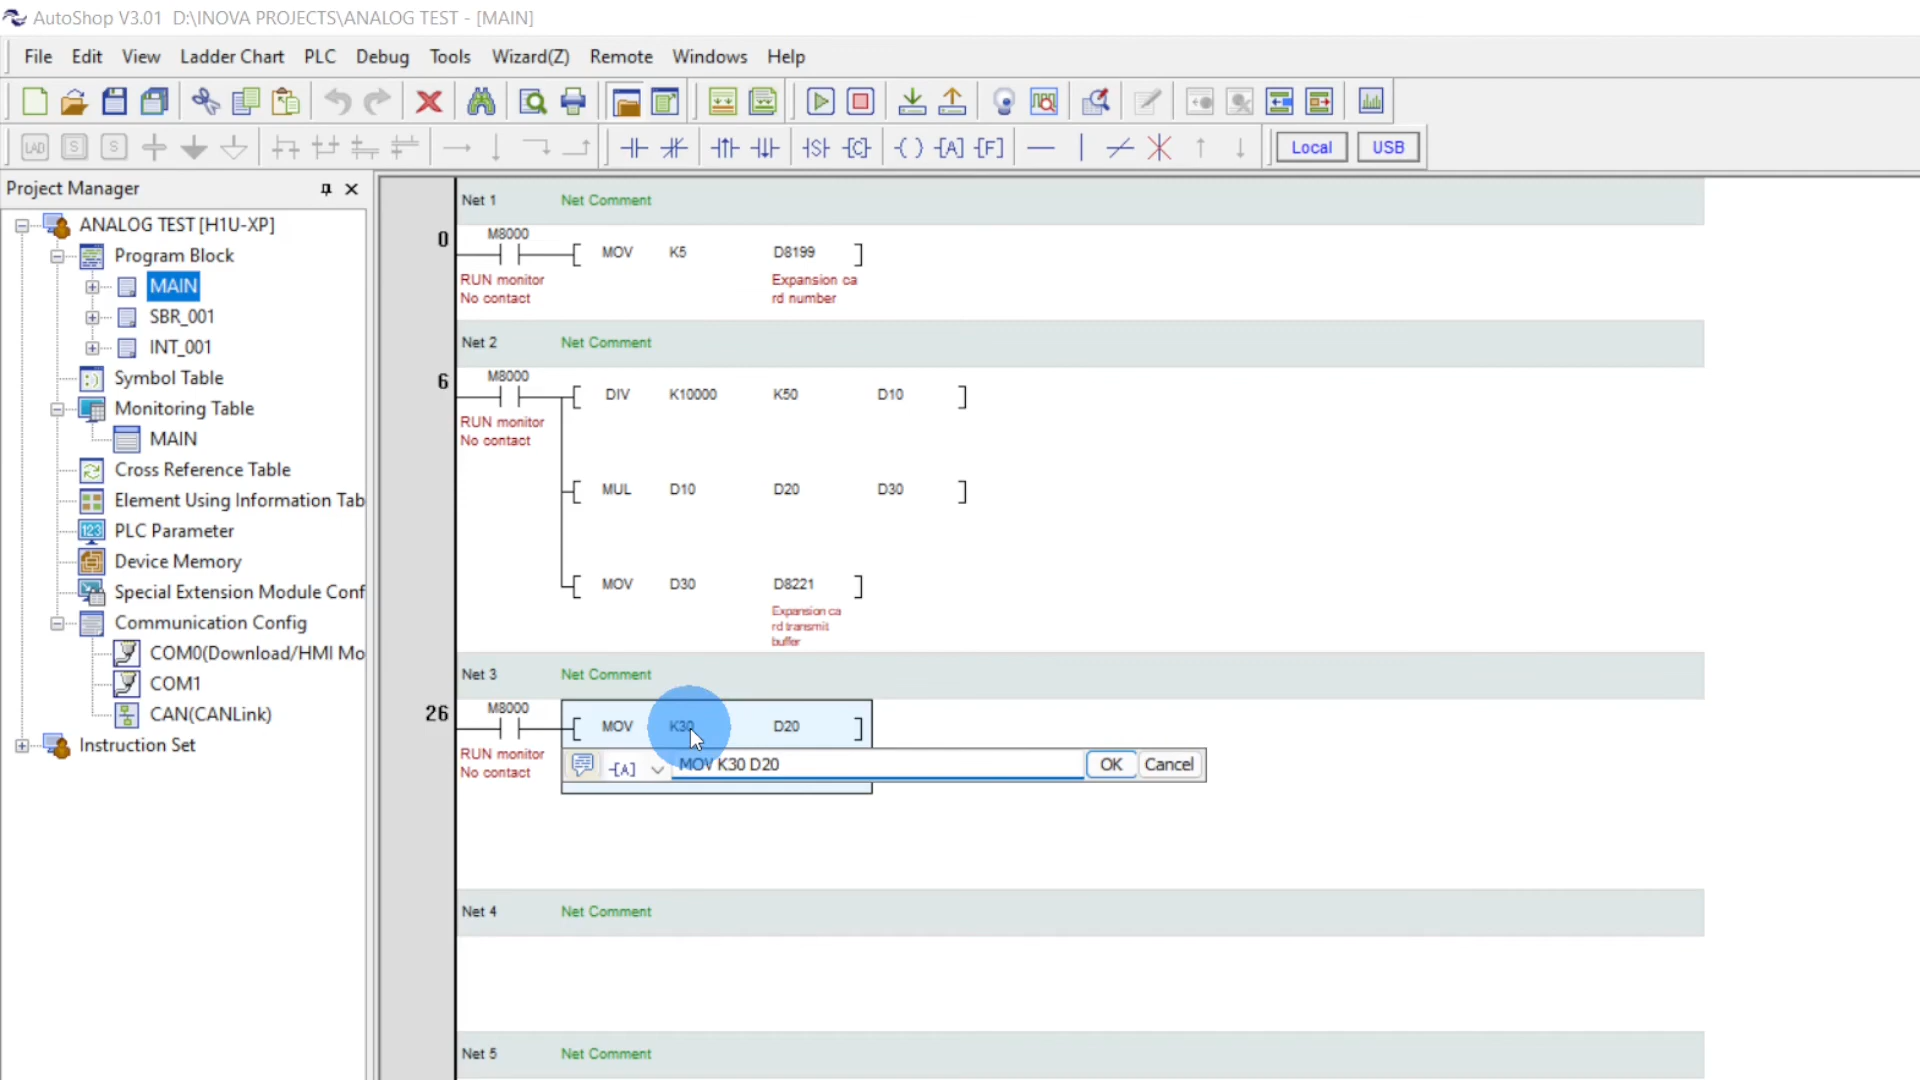 AutoShop V3.01 D:\INOVA PROJECTS\ANALOG TEST - [MAIN]
File Edit View Ladder Chart PLC Debug Tools Wizard(Z) Remote Windows Help
LAD S S S C ( ) [A] [F] Local USB
Project Manager
ANALOG TEST [H1U-XP]
Program Block
MAIN
SBR_001
INT_001
Symbol Table
Monitoring Table
MAIN
Cross Reference Table
Element Using Information Tab
PLC Parameter
Device Memory
Special Extension Module Conf
Communication Config
COM0(Download/HMI Mo
COM1
CAN(CANLink)
Instruction Set
Net 1 Net Comment
0
M8000
MOV K5 D8199
RUN monitor
No contact
Expansion ca
rd number
Net 2 Net Comment
6
M8000
DIV K10000 K50 D10
RUN monitor
No contact
MUL D10 D20 D30
MOV D30 D8221
Expansion ca
rd transmit
buffer
Net 3 Net Comment
26
M8000
MOV K30 D20
RUN monitor
No contact
-[A] MOV K30 D20 OK Cancel
Net 4 Net Comment
Net 5 Net Comment